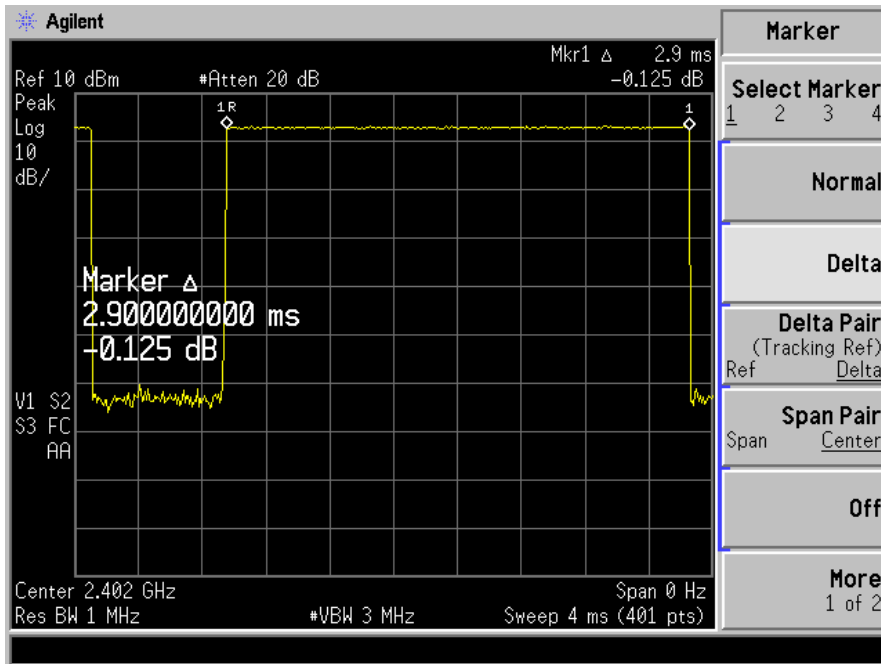 Agilent
Marker
Mkr1 Δ 2.9 ms
Ref 10 dBm #Atten 20 dB -0.125 dB
Peak
Log
10
dB/
1R
1
Marker Δ
2.900000000 ms
-0.125 dB
V1 S2
S3 FC
AA
Center 2.402 GHz Span 0 Hz
Res BW 1 MHz #VBW 3 MHz Sweep 4 ms (401 pts)
Select Marker
1 2 3 4
Normal
Delta
Delta Pair
(Tracking Ref)
Ref Delta
Span Pair
Span Center
Off
More
1 of 2